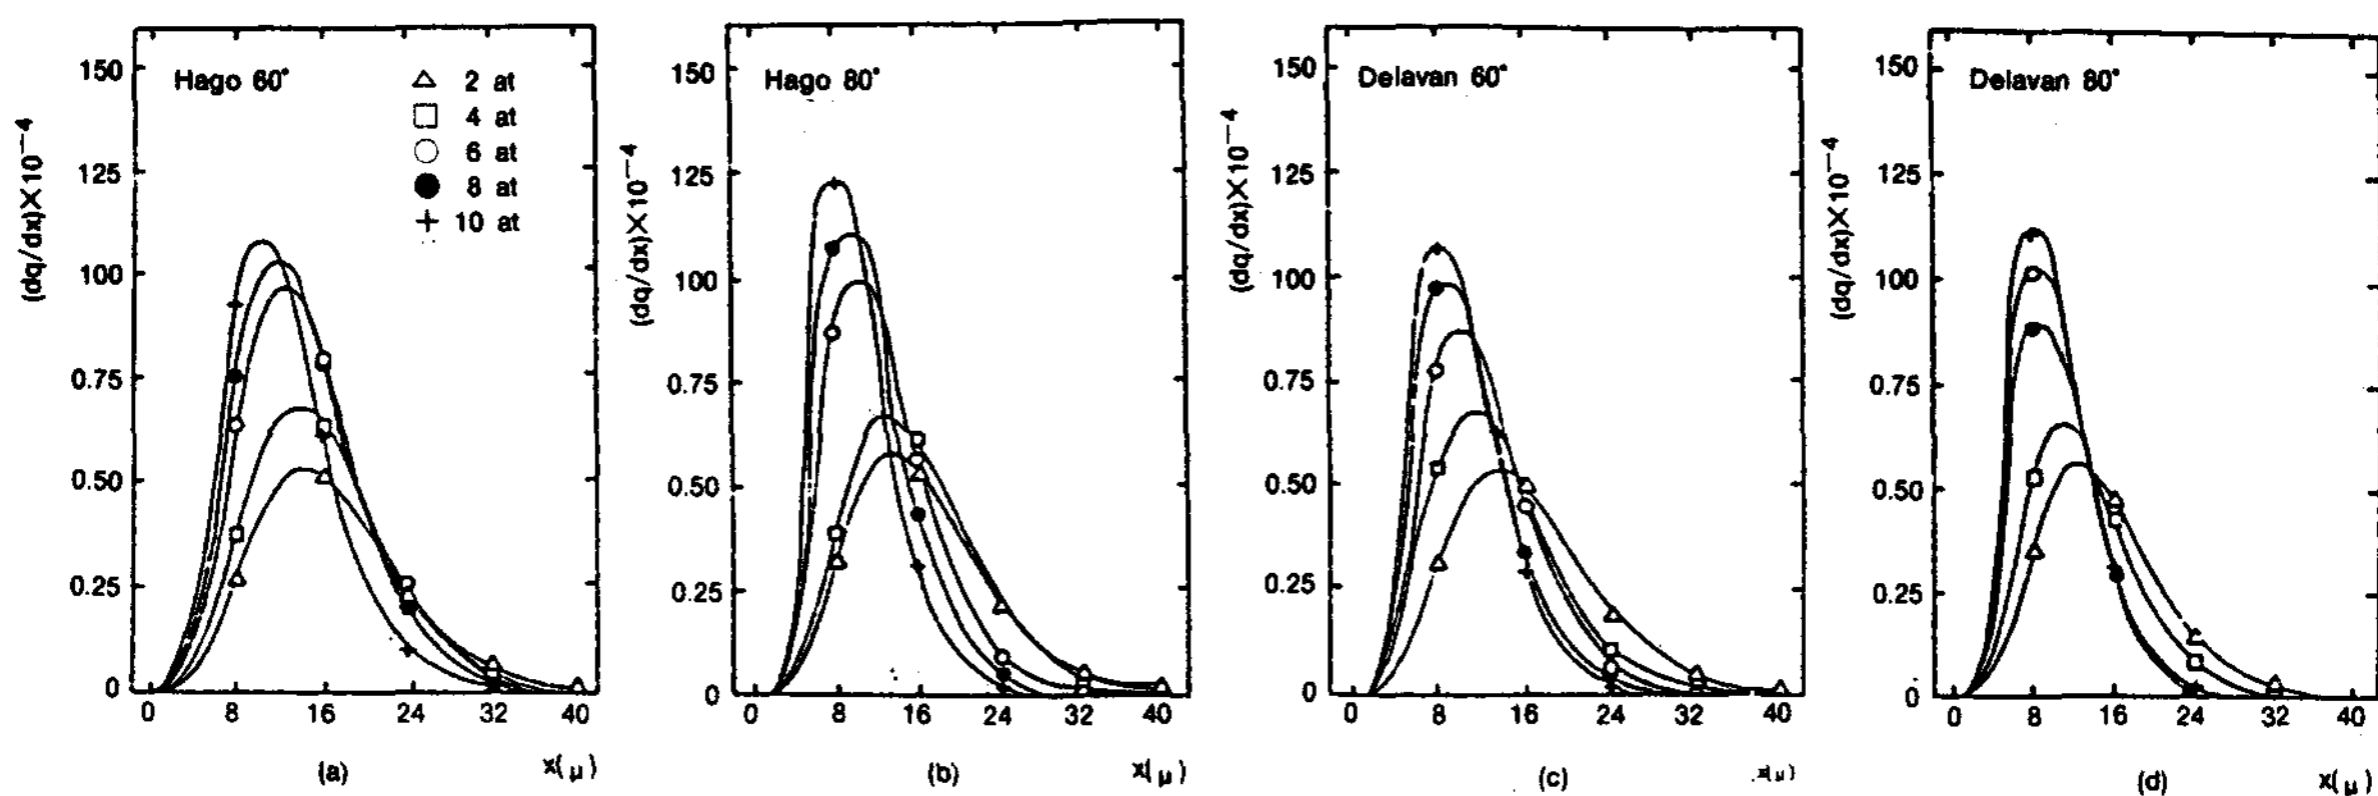 (dq/dx)X10⁻⁴
150
125
100
0.75
0.50
0.25
0
Hago 60°
2 at
4 at
6 at
8 at
10 at
0 8 16 24 32 40
(a) x(μ)
(dq/dx)X10⁻⁴
150
125
100
0.75
0.50
0.25
0
Hago 80°
0 8 16 24 32 40
(b) x(μ)
(dq/dx)X10⁻⁴
150
125
100
0.75
0.50
0.25
0
Delavan 60°
0 8 16 24 32 40
(c) x(μ)
(dq/dx)X10⁻⁴
150
125
100
0.75
0.50
0.25
0
Delavan 80°
0 8 16 24 32 40
(d) x(μ)